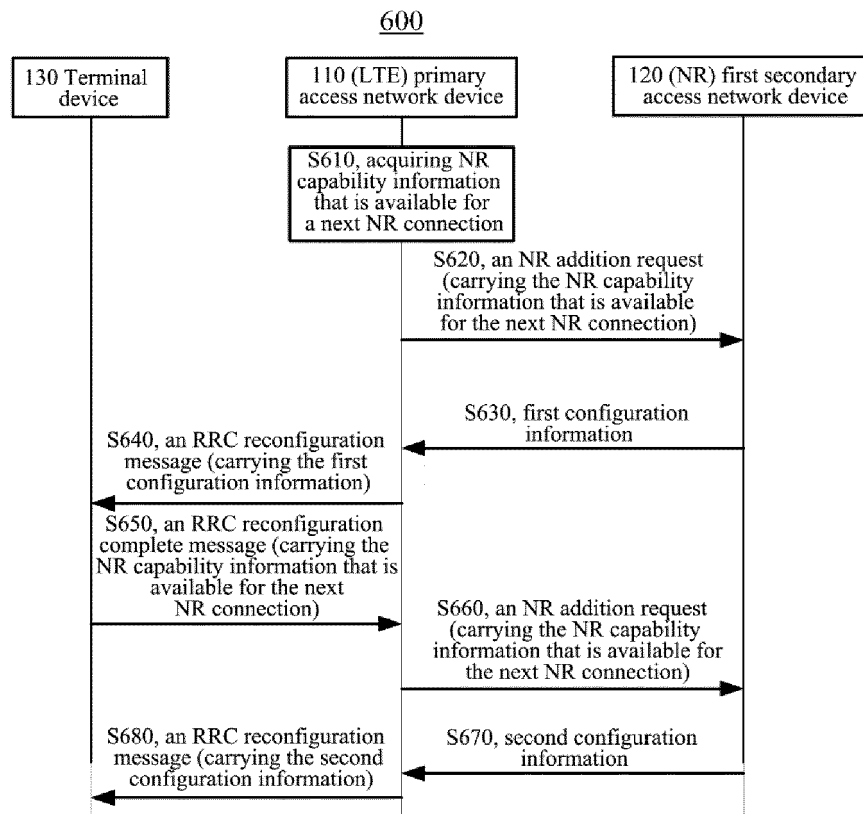 600
130 Terminal
device
110 (LTE) primary
access network device
120 (NR) first secondary
access network device
S610, acquiring NR
capability information
that is available for
a next NR connection
S620, an NR addition request
(carrying the NR capability
information that is available
for the next NR connection)
S630, first configuration
information
S640, an RRC reconfiguration
message (carrying the first
configuration information)
S650, an RRC reconfiguration
complete message (carrying the
NR capability information that is
available for the next
NR connection)
S660, an NR addition request
(carrying the NR capability
information that is available for
the next NR connection)
S670, second configuration
information
S680, an RRC reconfiguration
message (carrying the second
configuration information)